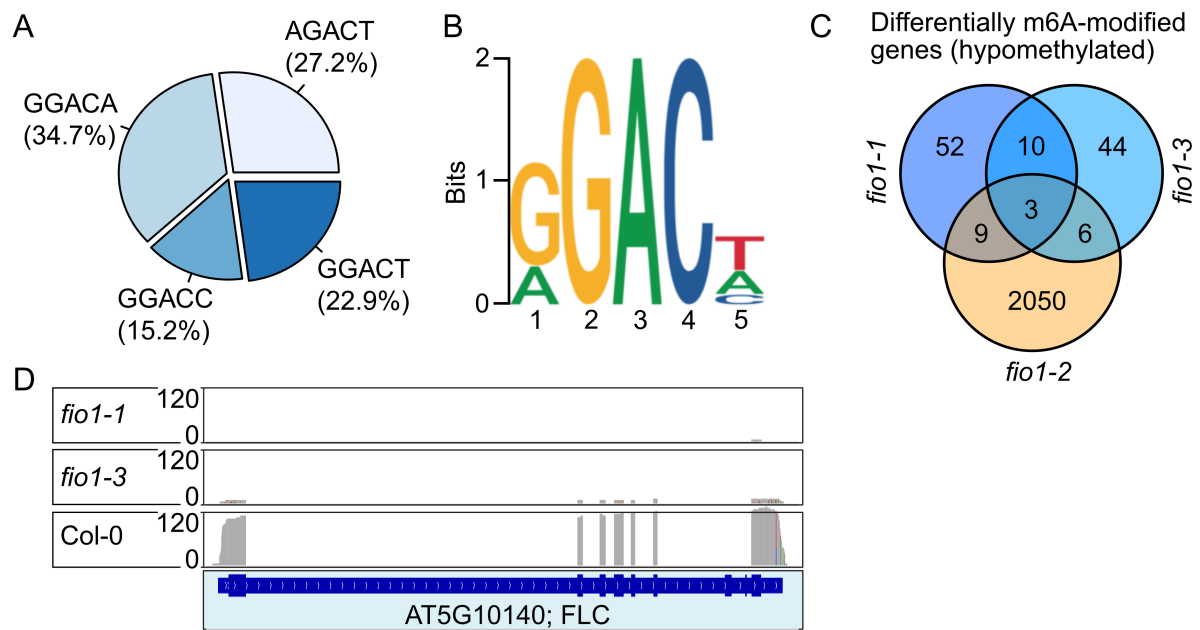 A
AGACT
(27.2%)
GGACA
(34.7%)
GGACC
(15.2%)
GGACT
(22.9%)
B
Bits
2
1
0
G
A
G
A
C
T
A
C
1 2 3 4 5
C
Differentially m6A-modified
genes (hypomethylated)
fio1-1
fio1-3
fio1-2
52
10
44
3
9
6
2050
D
fio1-1
120
0
fio1-3
120
0
Col-0
120
0
AT5G10140; FLC